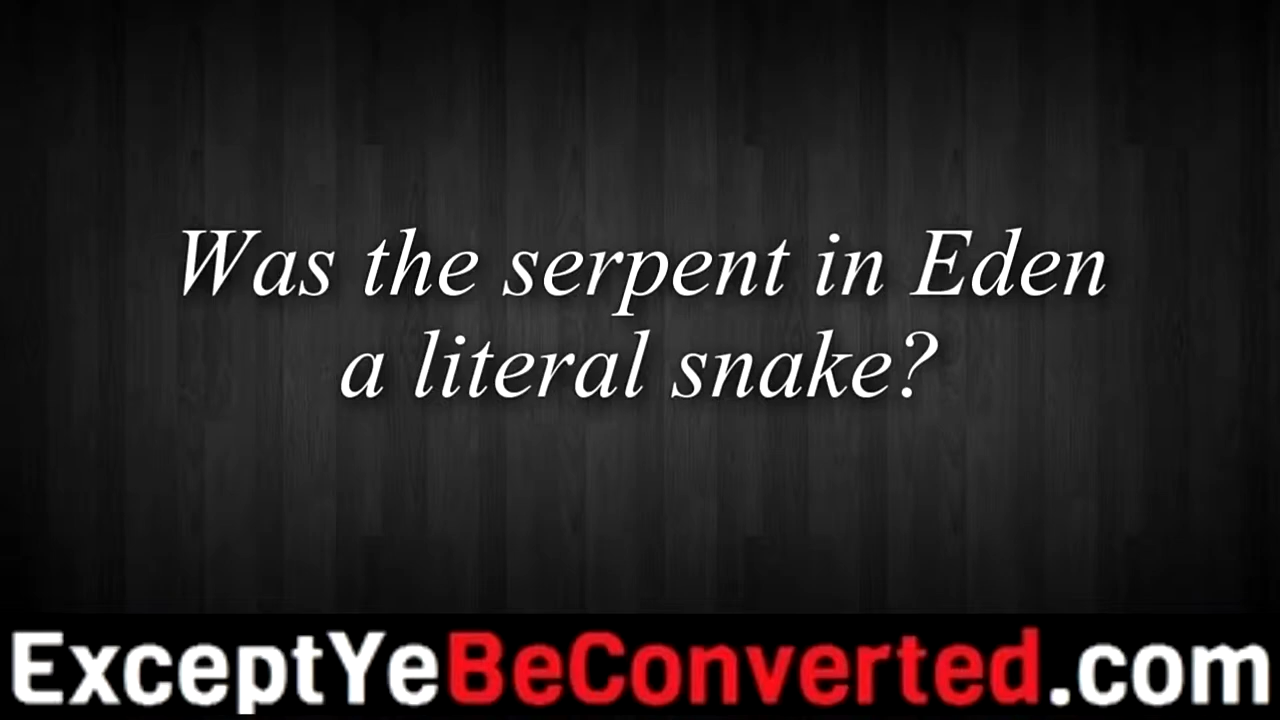 Was the serpent in Eden
a literal snake?
ExceptYeBeConverted.com